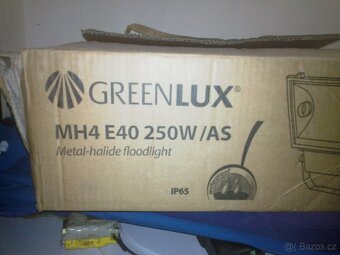 GREENLUX®
MH4 E40 250W/AS
Metal-halide floodlight
IP65
Bazos.cz